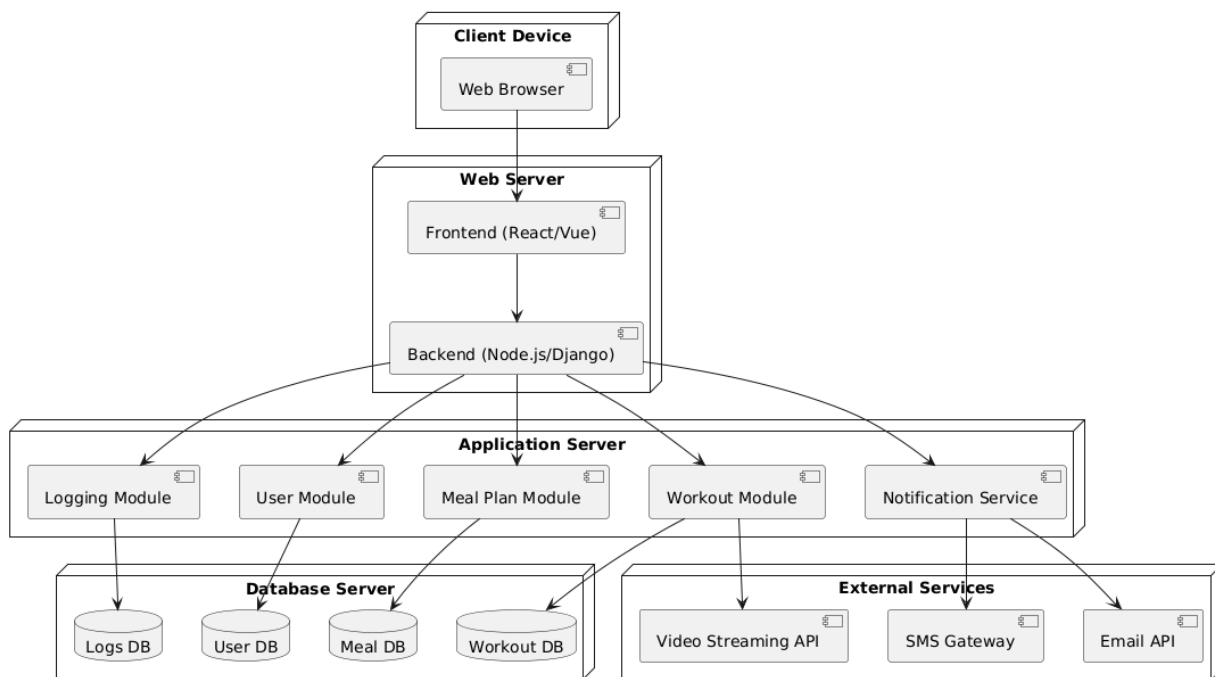 Client Device
Web Browser
Web Server
Frontend (React/Vue)
Backend (Node.js/Django)
Application Server
Logging Module
User Module
Meal Plan Module
Workout Module
Notification Service
Database Server
External Services
Logs DB
User DB
Meal DB
Workout DB
Video Streaming API
SMS Gateway
Email API